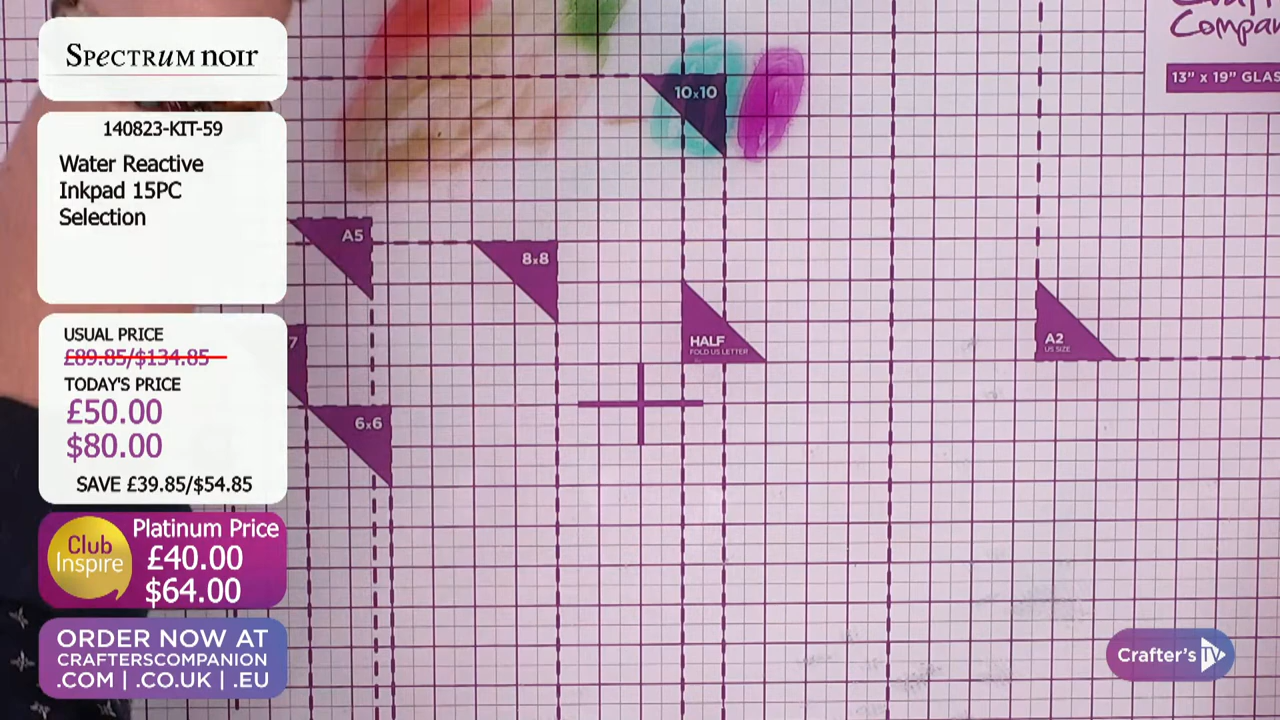 SPECTRUM NOIR
140823-KIT-59
Water Reactive
Inkpad 15PC
Selection
USUAL PRICE
£89.85/$134.85
TODAY'S PRICE
£50.00
$80.00
SAVE £39.85/$54.85
Club
Inspire
Platinum Price
£40.00
$64.00
ORDER NOW AT
CRAFTERSCOMPANION
.COM | .CO.UK | .EU
10x10
13" x 19" GLAS
A5
8x8
7
HALF
FOLD US LETTER
A2
US SIZE
6x6
Crafter's TV